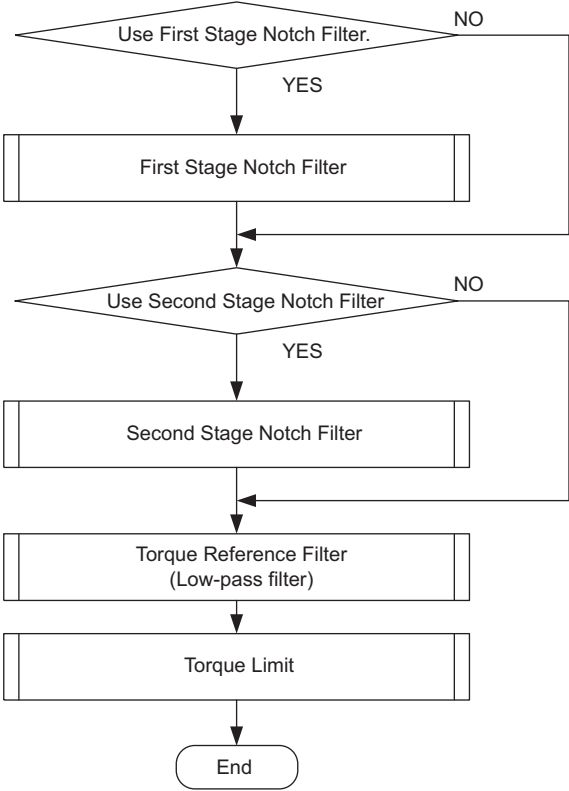 Use First Stage Notch Filter.
NO
YES
First Stage Notch Filter
Use Second Stage Notch Filter
NO
YES
Second Stage Notch Filter
Torque Reference Filter
(Low-pass filter)
Torque Limit
End